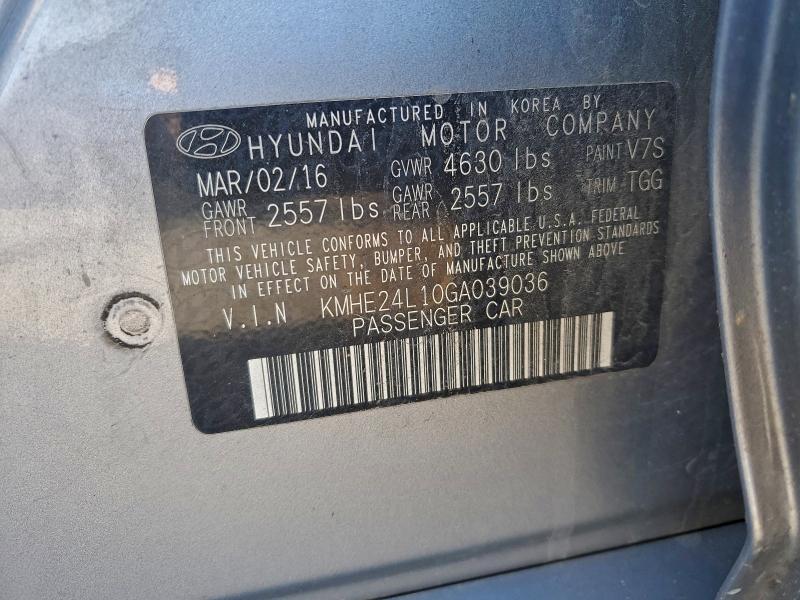 MANUFACTURED IN KOREA BY
HYUNDAI MOTOR COMPANY
MAR/02/16 GVWR 4630 lbs PAINT V7S
GAWR FRONT 2557 lbs GAWR REAR 2557 lbs TRIM TGG
THIS VEHICLE CONFORMS TO ALL APPLICABLE U.S.A. FEDERAL
MOTOR VEHICLE SAFETY, BUMPER, AND THEFT PREVENTION STANDARDS
IN EFFECT ON THE DATE OF MANUFACTURE SHOWN ABOVE
V.I.N KMHE24L10GA039036
PASSENGER CAR